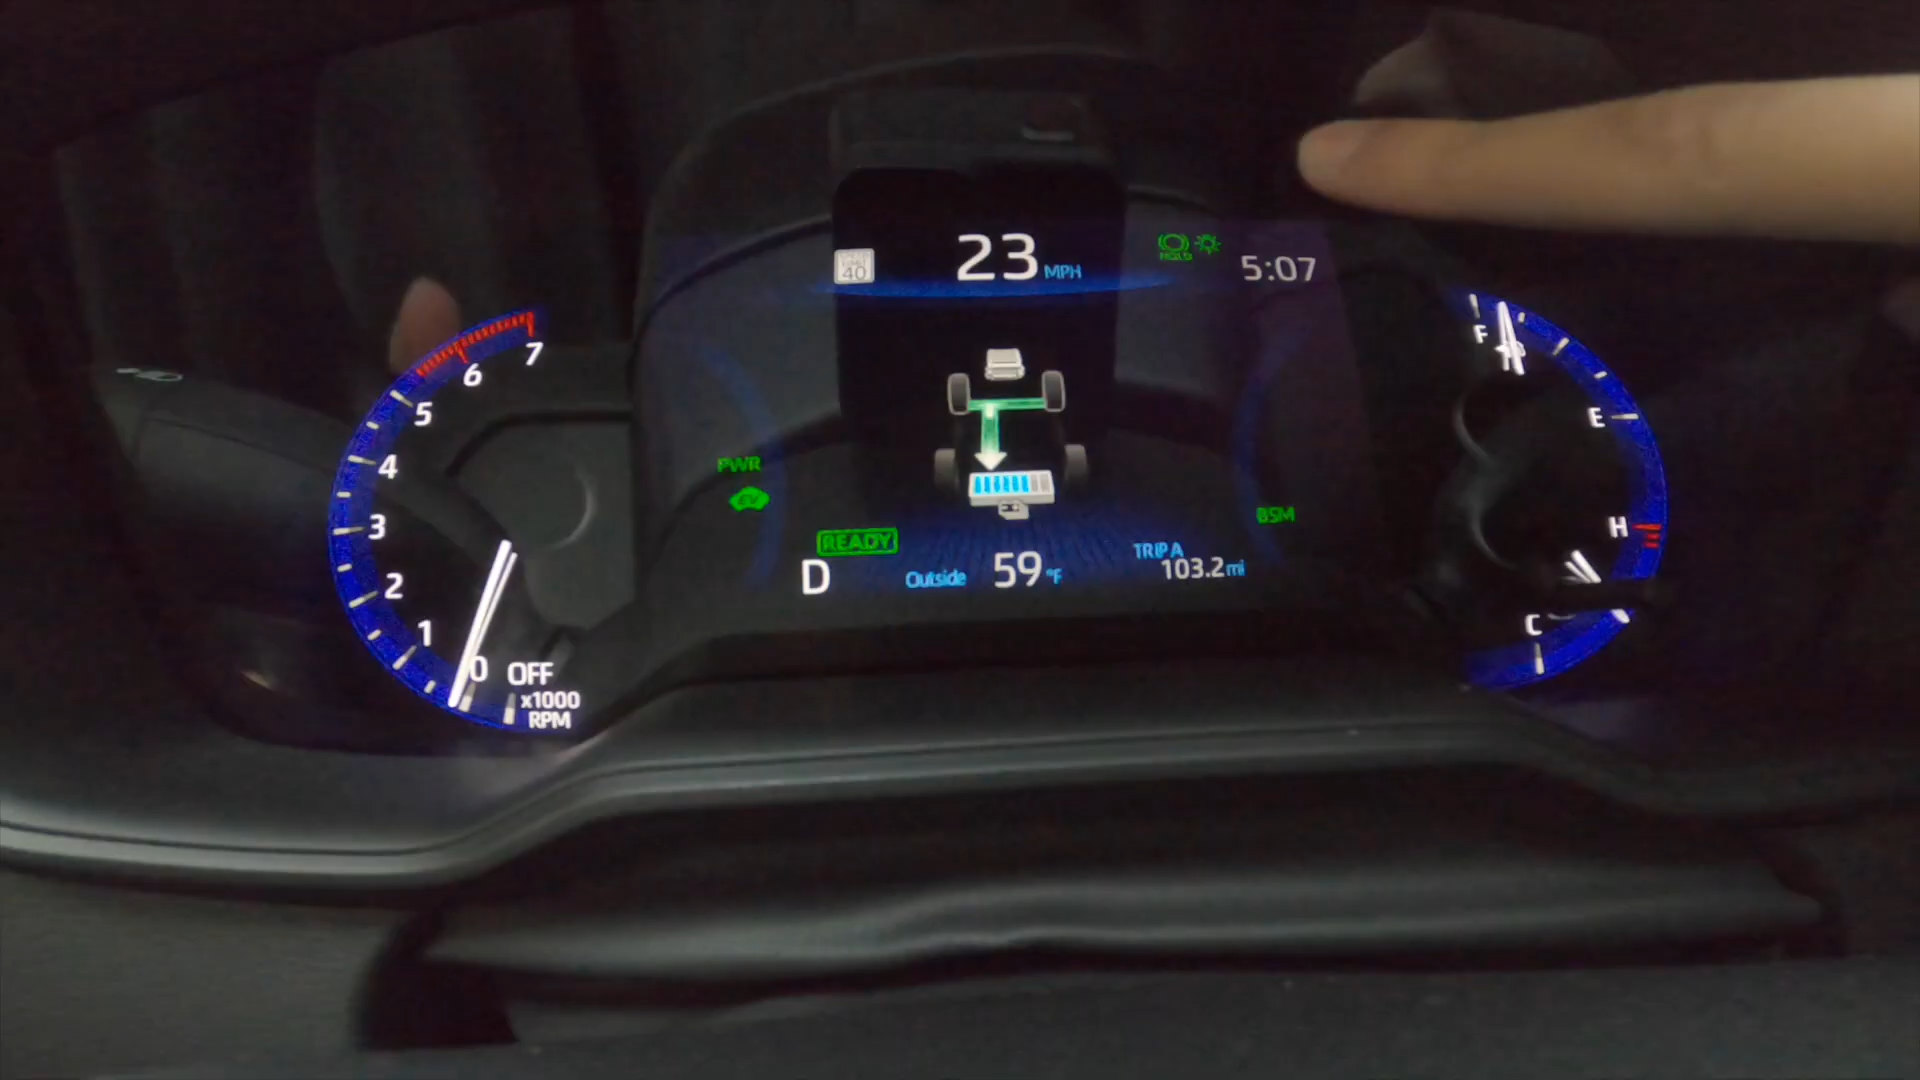 40
23 MPH
HOLD
5:07
7
6
5
4
3
2
1
0
OFF
x1000
RPM
PWR
EV
READY
D
Outside 59°F
TRIP A
103.2 mi
BSM
F
E
H
C